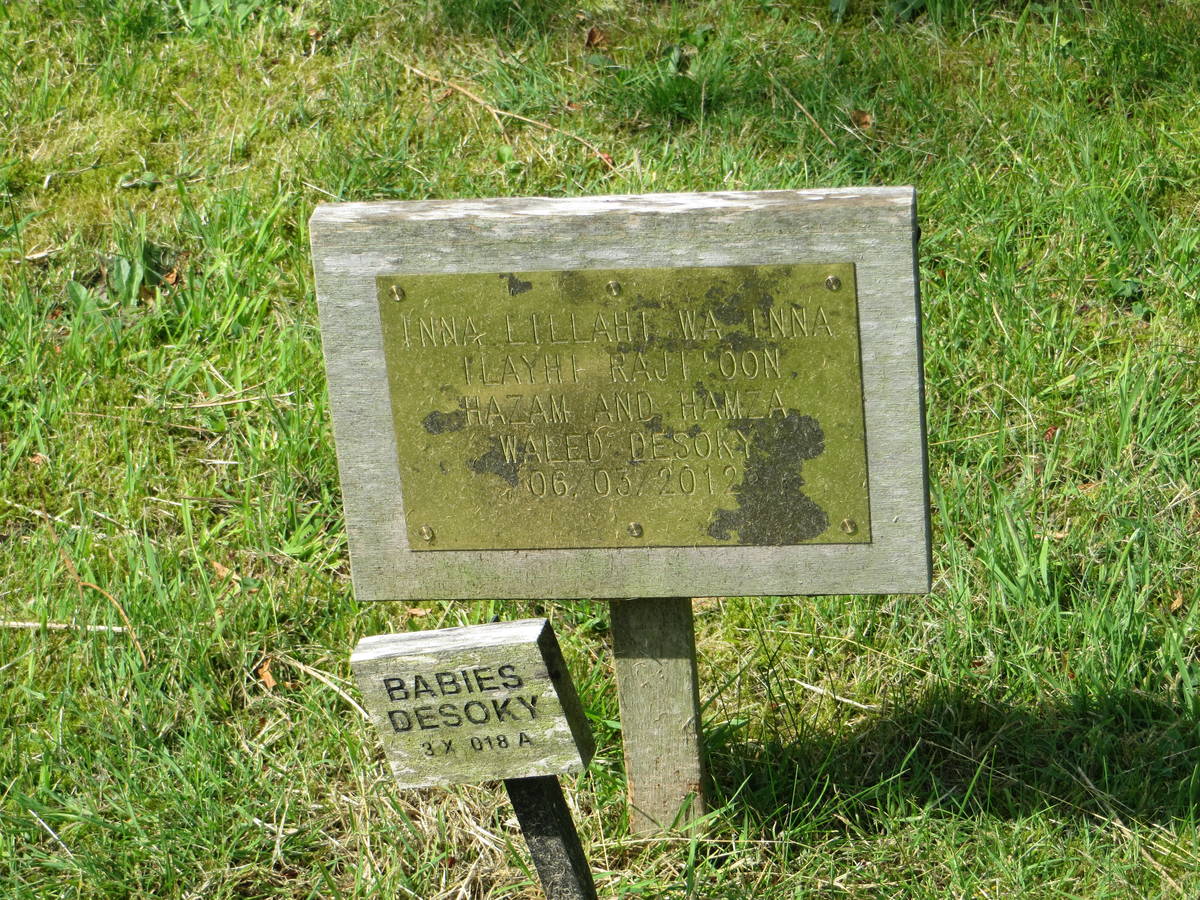 INNA LILLAHI WA INNA
ILAYHI RAJI'OON
HAZAM AND HAMZA
WALED DESOKY
06/03/2012
BABIES
DESOKY
3 X 018 A